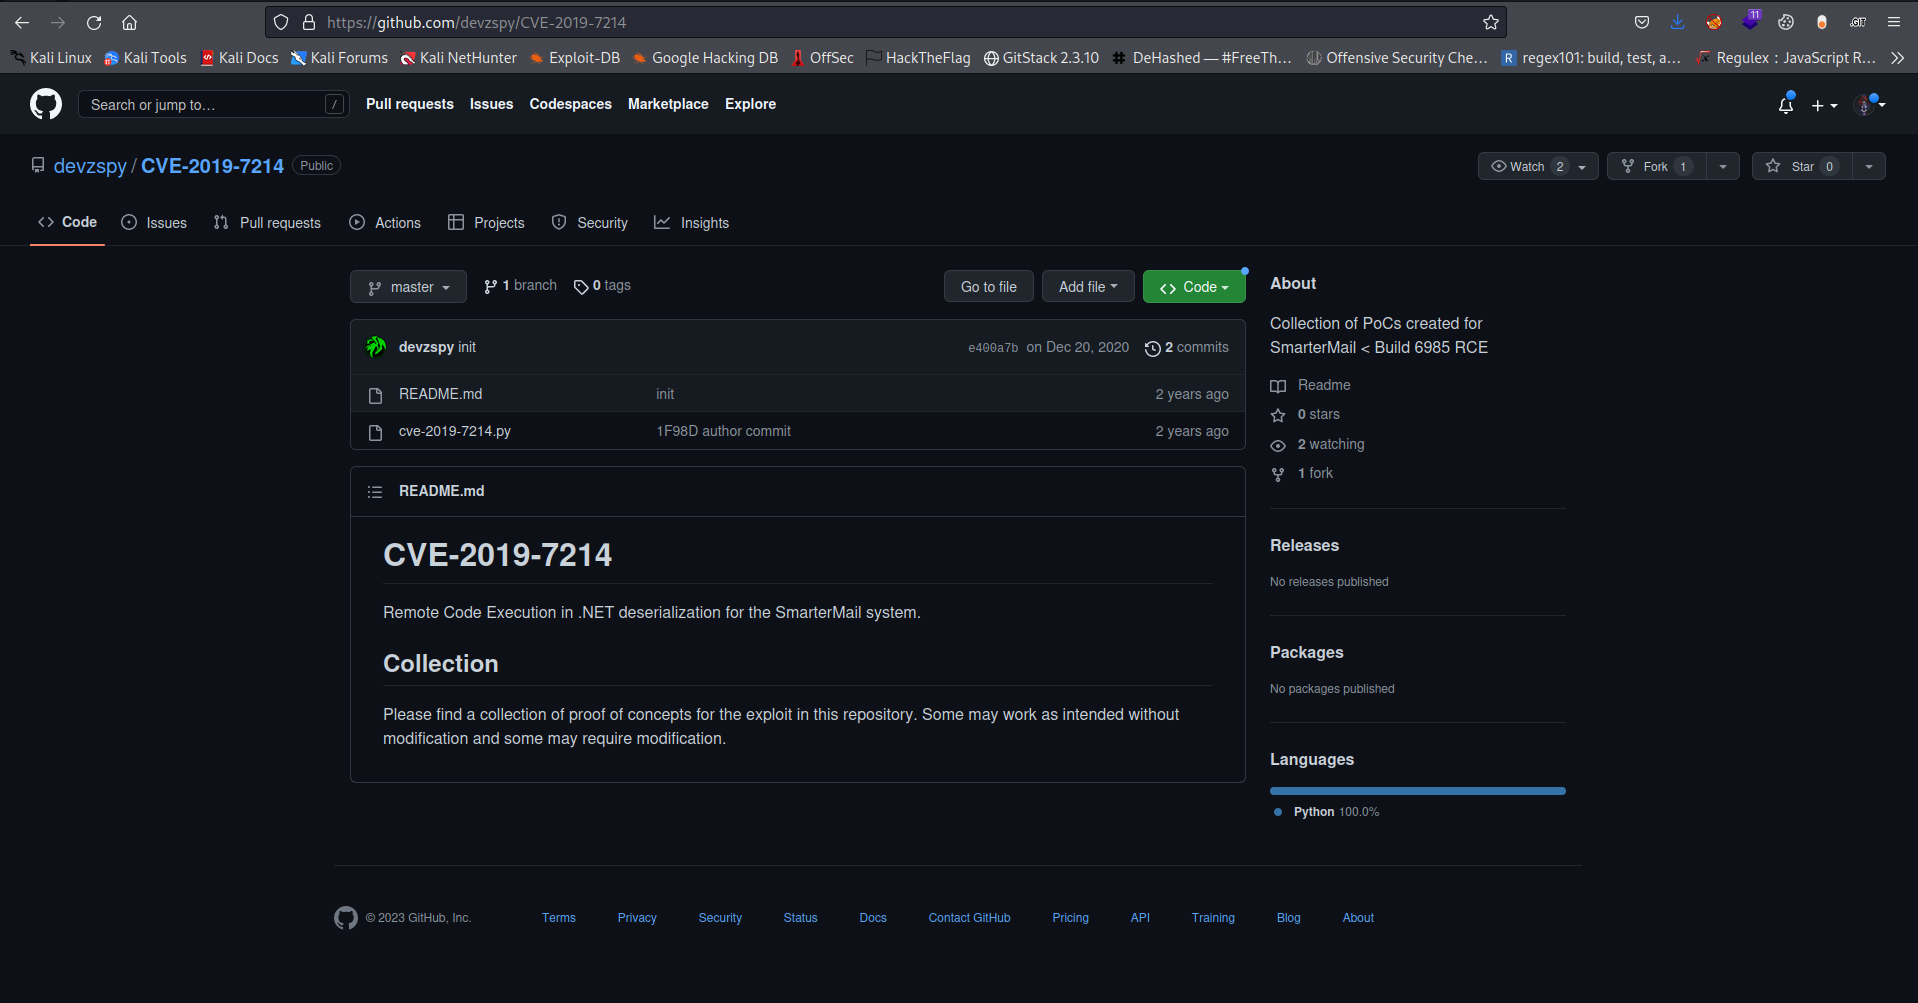 https://github.com/devzspy/CVE-2019-7214
11
.GIT
Kali Linux Kali Tools Kali Docs Kali Forums Kali NetHunter Exploit-DB Google Hacking DB OffSec HackTheFlag GitStack 2.3.10 DeHashed — #FreeTh… Offensive Security Che… R regex101: build, test, a… Regulex : JavaScript R…
Search or jump to… / Pull requests Issues Codespaces Marketplace Explore
devzspy / CVE-2019-7214 Public
Watch 2 Fork 1 Star 0
Code Issues Pull requests Actions Projects Security Insights
master 1 branch 0 tags Go to file Add file Code
devzspy init e400a7b on Dec 20, 2020 2 commits
README.md init 2 years ago
cve-2019-7214.py 1F98D author commit 2 years ago
README.md
CVE-2019-7214
Remote Code Execution in .NET deserialization for the SmarterMail system.
Collection
Please find a collection of proof of concepts for the exploit in this repository. Some may work as intended without
modification and some may require modification.
About
Collection of PoCs created for
SmarterMail < Build 6985 RCE
Readme
0 stars
2 watching
1 fork
Releases
No releases published
Packages
No packages published
Languages
Python 100.0%
© 2023 GitHub, Inc. Terms Privacy Security Status Docs Contact GitHub Pricing API Training Blog About